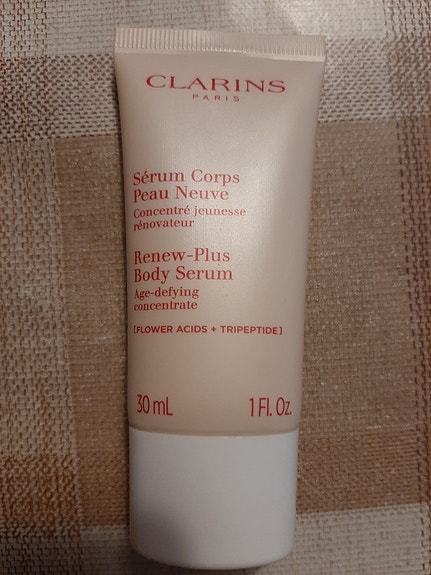 CLARINS
PARIS
Sérum Corps
Peau Neuve
Concentré jeunesse
rénovateur
Renew-Plus
Body Serum
Age-defying
concentrate
[FLOWER ACIDS + TRIPEPTIDE]
30 mL 1 Fl. Oz.